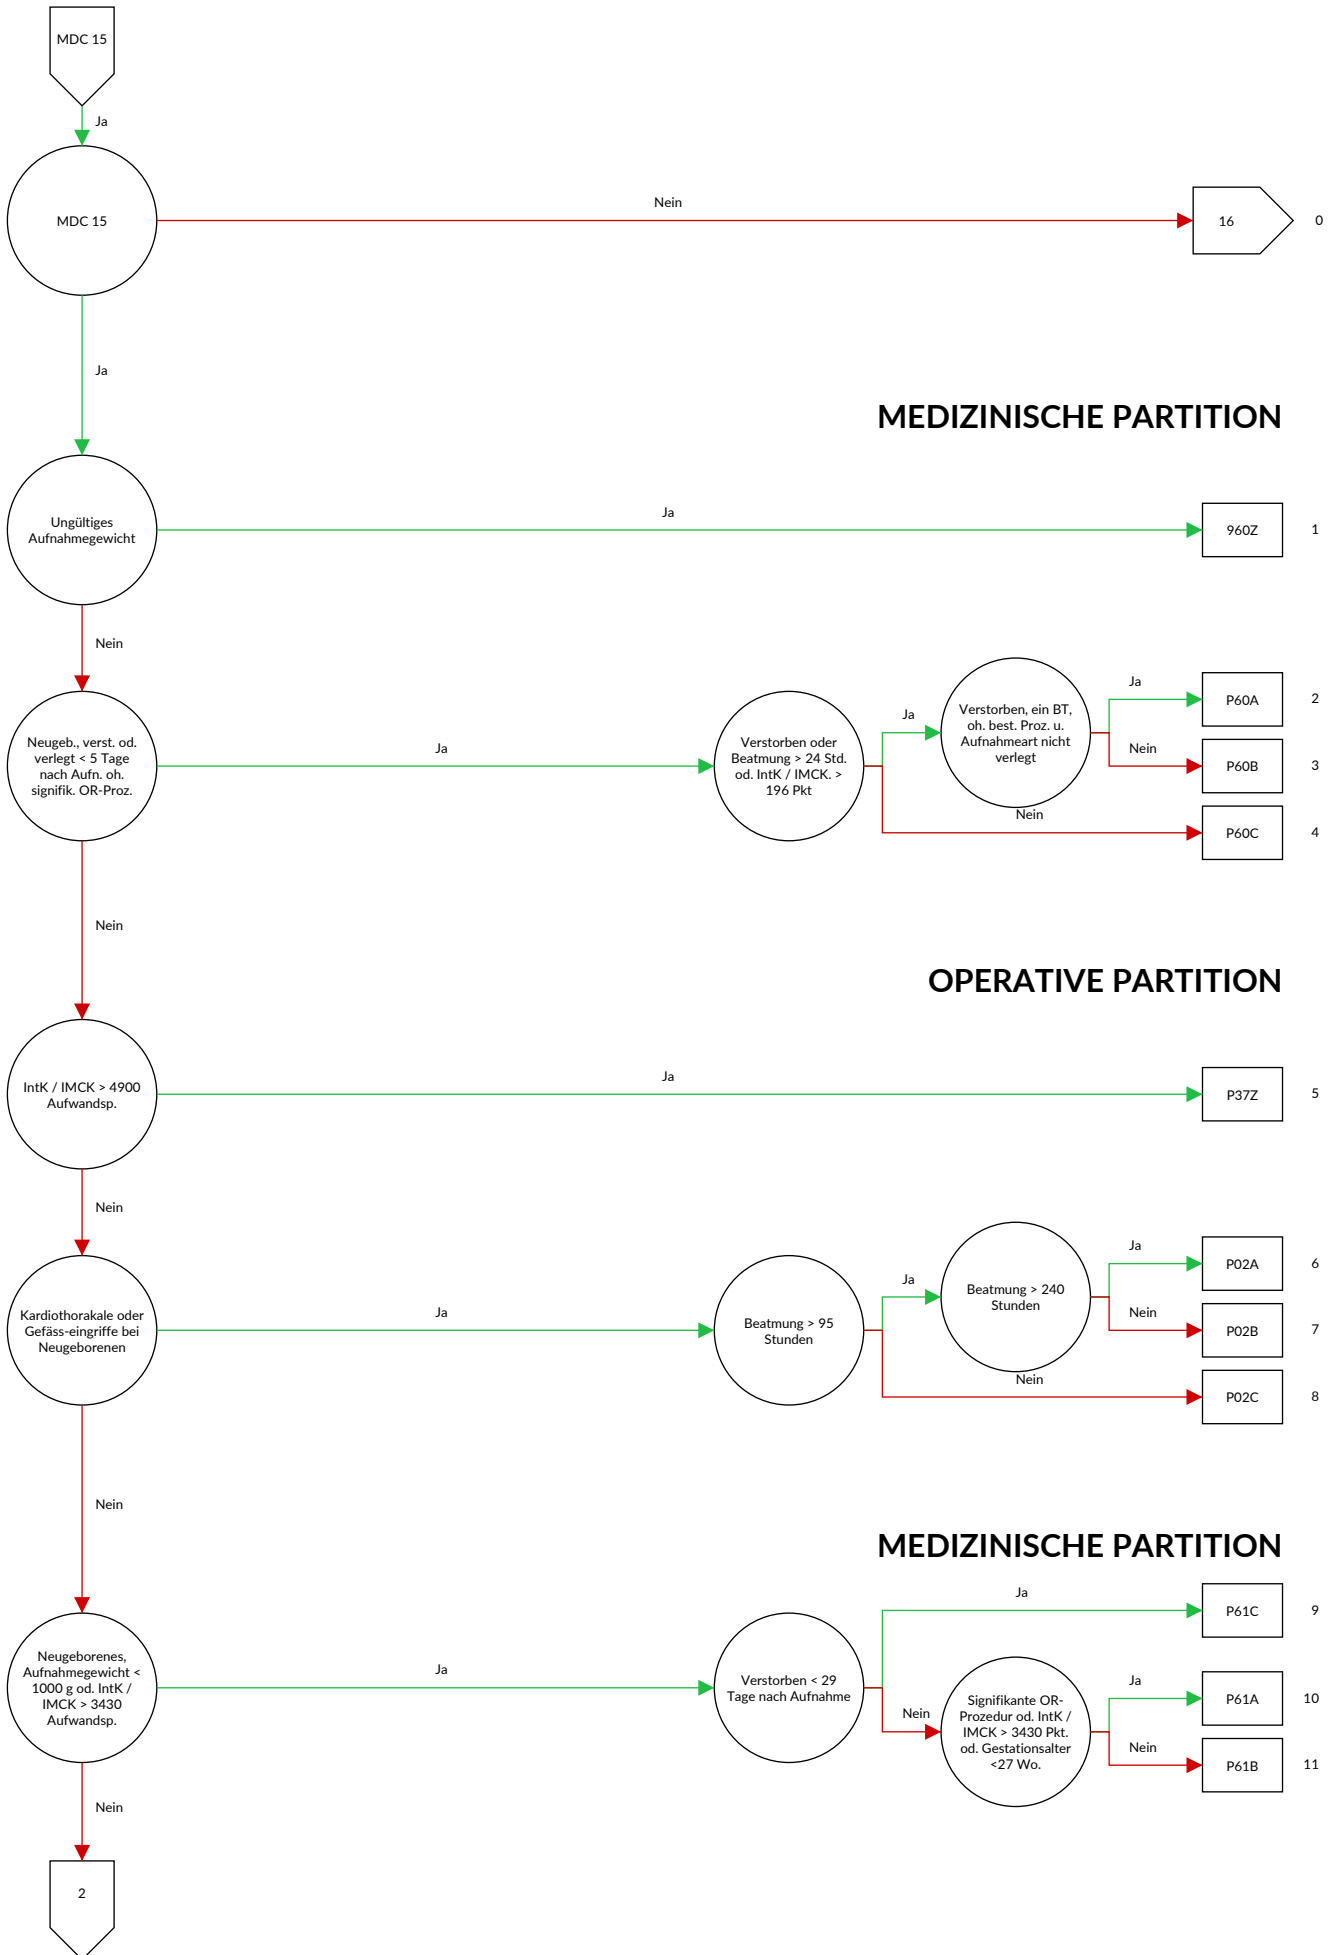 MDC 15
Ja
MDC 15
Nein
16
0
Ja
MEDIZINISCHE PARTITION
Ungültiges
Aufnahmegewicht
Ja
960Z
1
Nein
Neugeb., verst. od.
verlegt < 5 Tage
nach Aufn. oh.
signifik. OR-Proz.
Ja
Verstorben oder
Beatmung > 24 Std.
od. IntK / IMCK. >
196 Pkt
Ja
Verstorben, ein BT,
oh. best. Proz. u.
Aufnahmeart nicht
verlegt
Ja
P60A
2
Nein
P60B
3
Nein
P60C
4
Nein
OPERATIVE PARTITION
IntK / IMCK > 4900
Aufwandsp.
Ja
P37Z
5
Nein
Kardiothorakale oder
Gefäss-eingriffe bei
Neugeborenen
Ja
Beatmung > 95
Stunden
Ja
Beatmung > 240
Stunden
Ja
P02A
6
Nein
P02B
7
Nein
P02C
8
Nein
MEDIZINISCHE PARTITION
Neugeborenes,
Aufnahmegewicht <
1000 g od. IntK /
IMCK > 3430
Aufwandsp.
Ja
Verstorben < 29
Tage nach Aufnahme
Ja
P61C
9
Nein
Signifikante OR-
Prozedur od. IntK /
IMCK > 3430 Pkt.
od. Gestationsalter
<27 Wo.
Ja
P61A
10
Nein
P61B
11
Nein
2